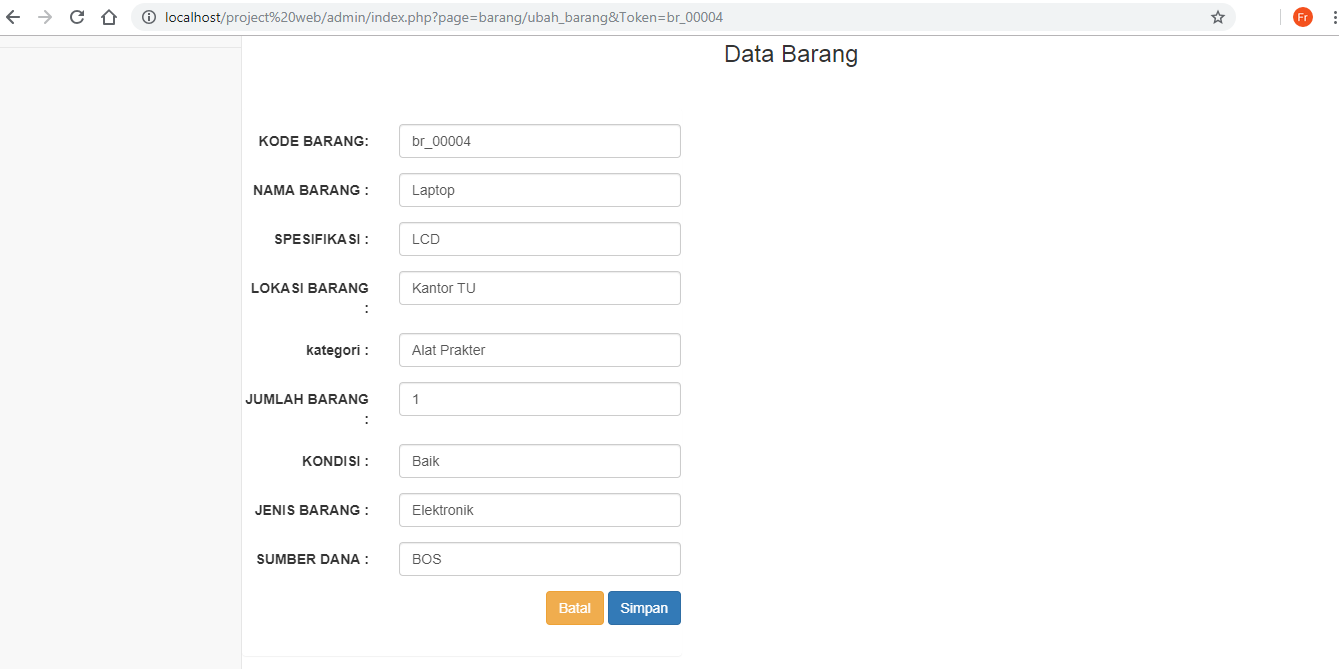 localhost/project%20web/admin/index.php?page=barang/ubah_barang&Token=br_00004
Fr
Data Barang
KODE BARANG: br_00004
NAMA BARANG : Laptop
SPESIFIKASI : LCD
LOKASI BARANG : Kantor TU
kategori : Alat Prakter
JUMLAH BARANG : 1
KONDISI : Baik
JENIS BARANG : Elektronik
SUMBER DANA : BOS
Batal Simpan